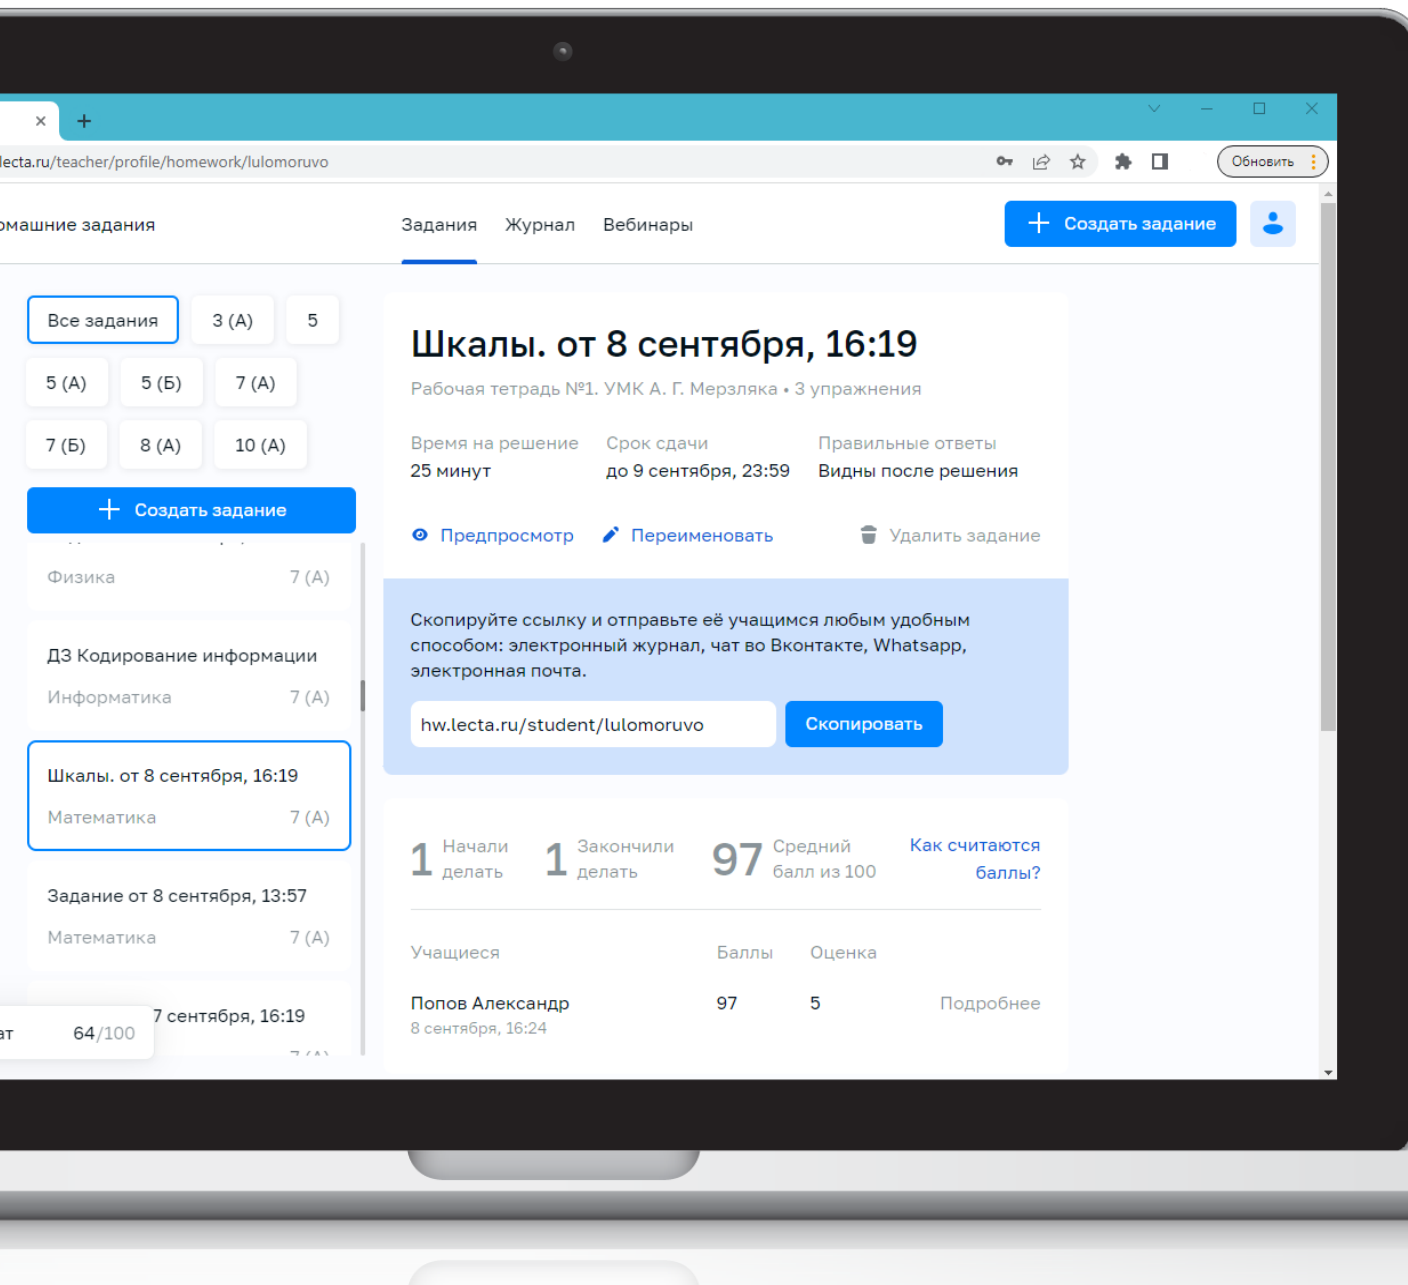 lecta.ru/teacher/profile/homework/lulomoruvo
Обновить
задания
Задания Журнал Вебинары
Создать задание
Все задания 3 (А) 5
5 (А) 5 (Б) 7 (А)
7 (Б) 8 (А) 10 (А)
Создать задание
Физика 7 (А)
ДЗ Кодирование информации
Информатика 7 (А)
Шкалы. от 8 сентября, 16:19
Математика 7 (А)
Задание от 8 сентября, 13:57
Математика 7 (А)
7 сентября, 16:19
64/100
Шкалы. от 8 сентября, 16:19
Рабочая тетрадь №1. УМК А. Г. Мерзляка • 3 упражнения
Время на решение Срок сдачи Правильные ответы
25 минут до 9 сентября, 23:59 Видны после решения
Предпросмотр Переименовать Удалить задание
Скопируйте ссылку и отправьте её учащимся любым удобным
способом: электронный журнал, чат во Вконтакте, Whatsapp,
электронная почта.
hw.lecta.ru/student/lulomoruvo Скопировать
1 Начали делать
1 Закончили делать
97 Средний балл из 100
Как считаются
баллы?
Учащиеся Баллы Оценка
Попов Александр 97 5 Подробнее
8 сентября, 16:24